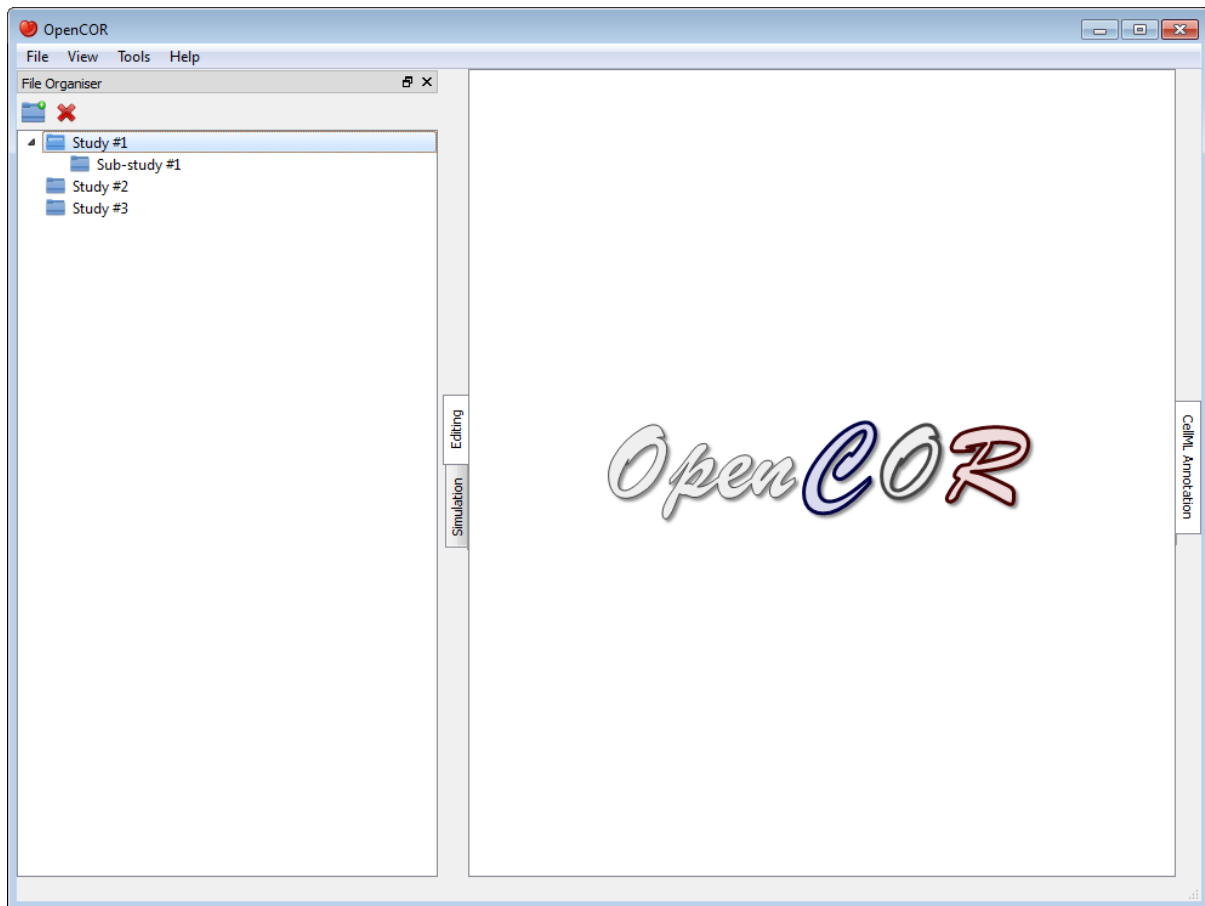 OpenCOR
File View Tools Help
File Organiser
Study #1
Sub-study #1
Study #2
Study #3
Editing
Simulation
OpenCOR
CellML Annotation